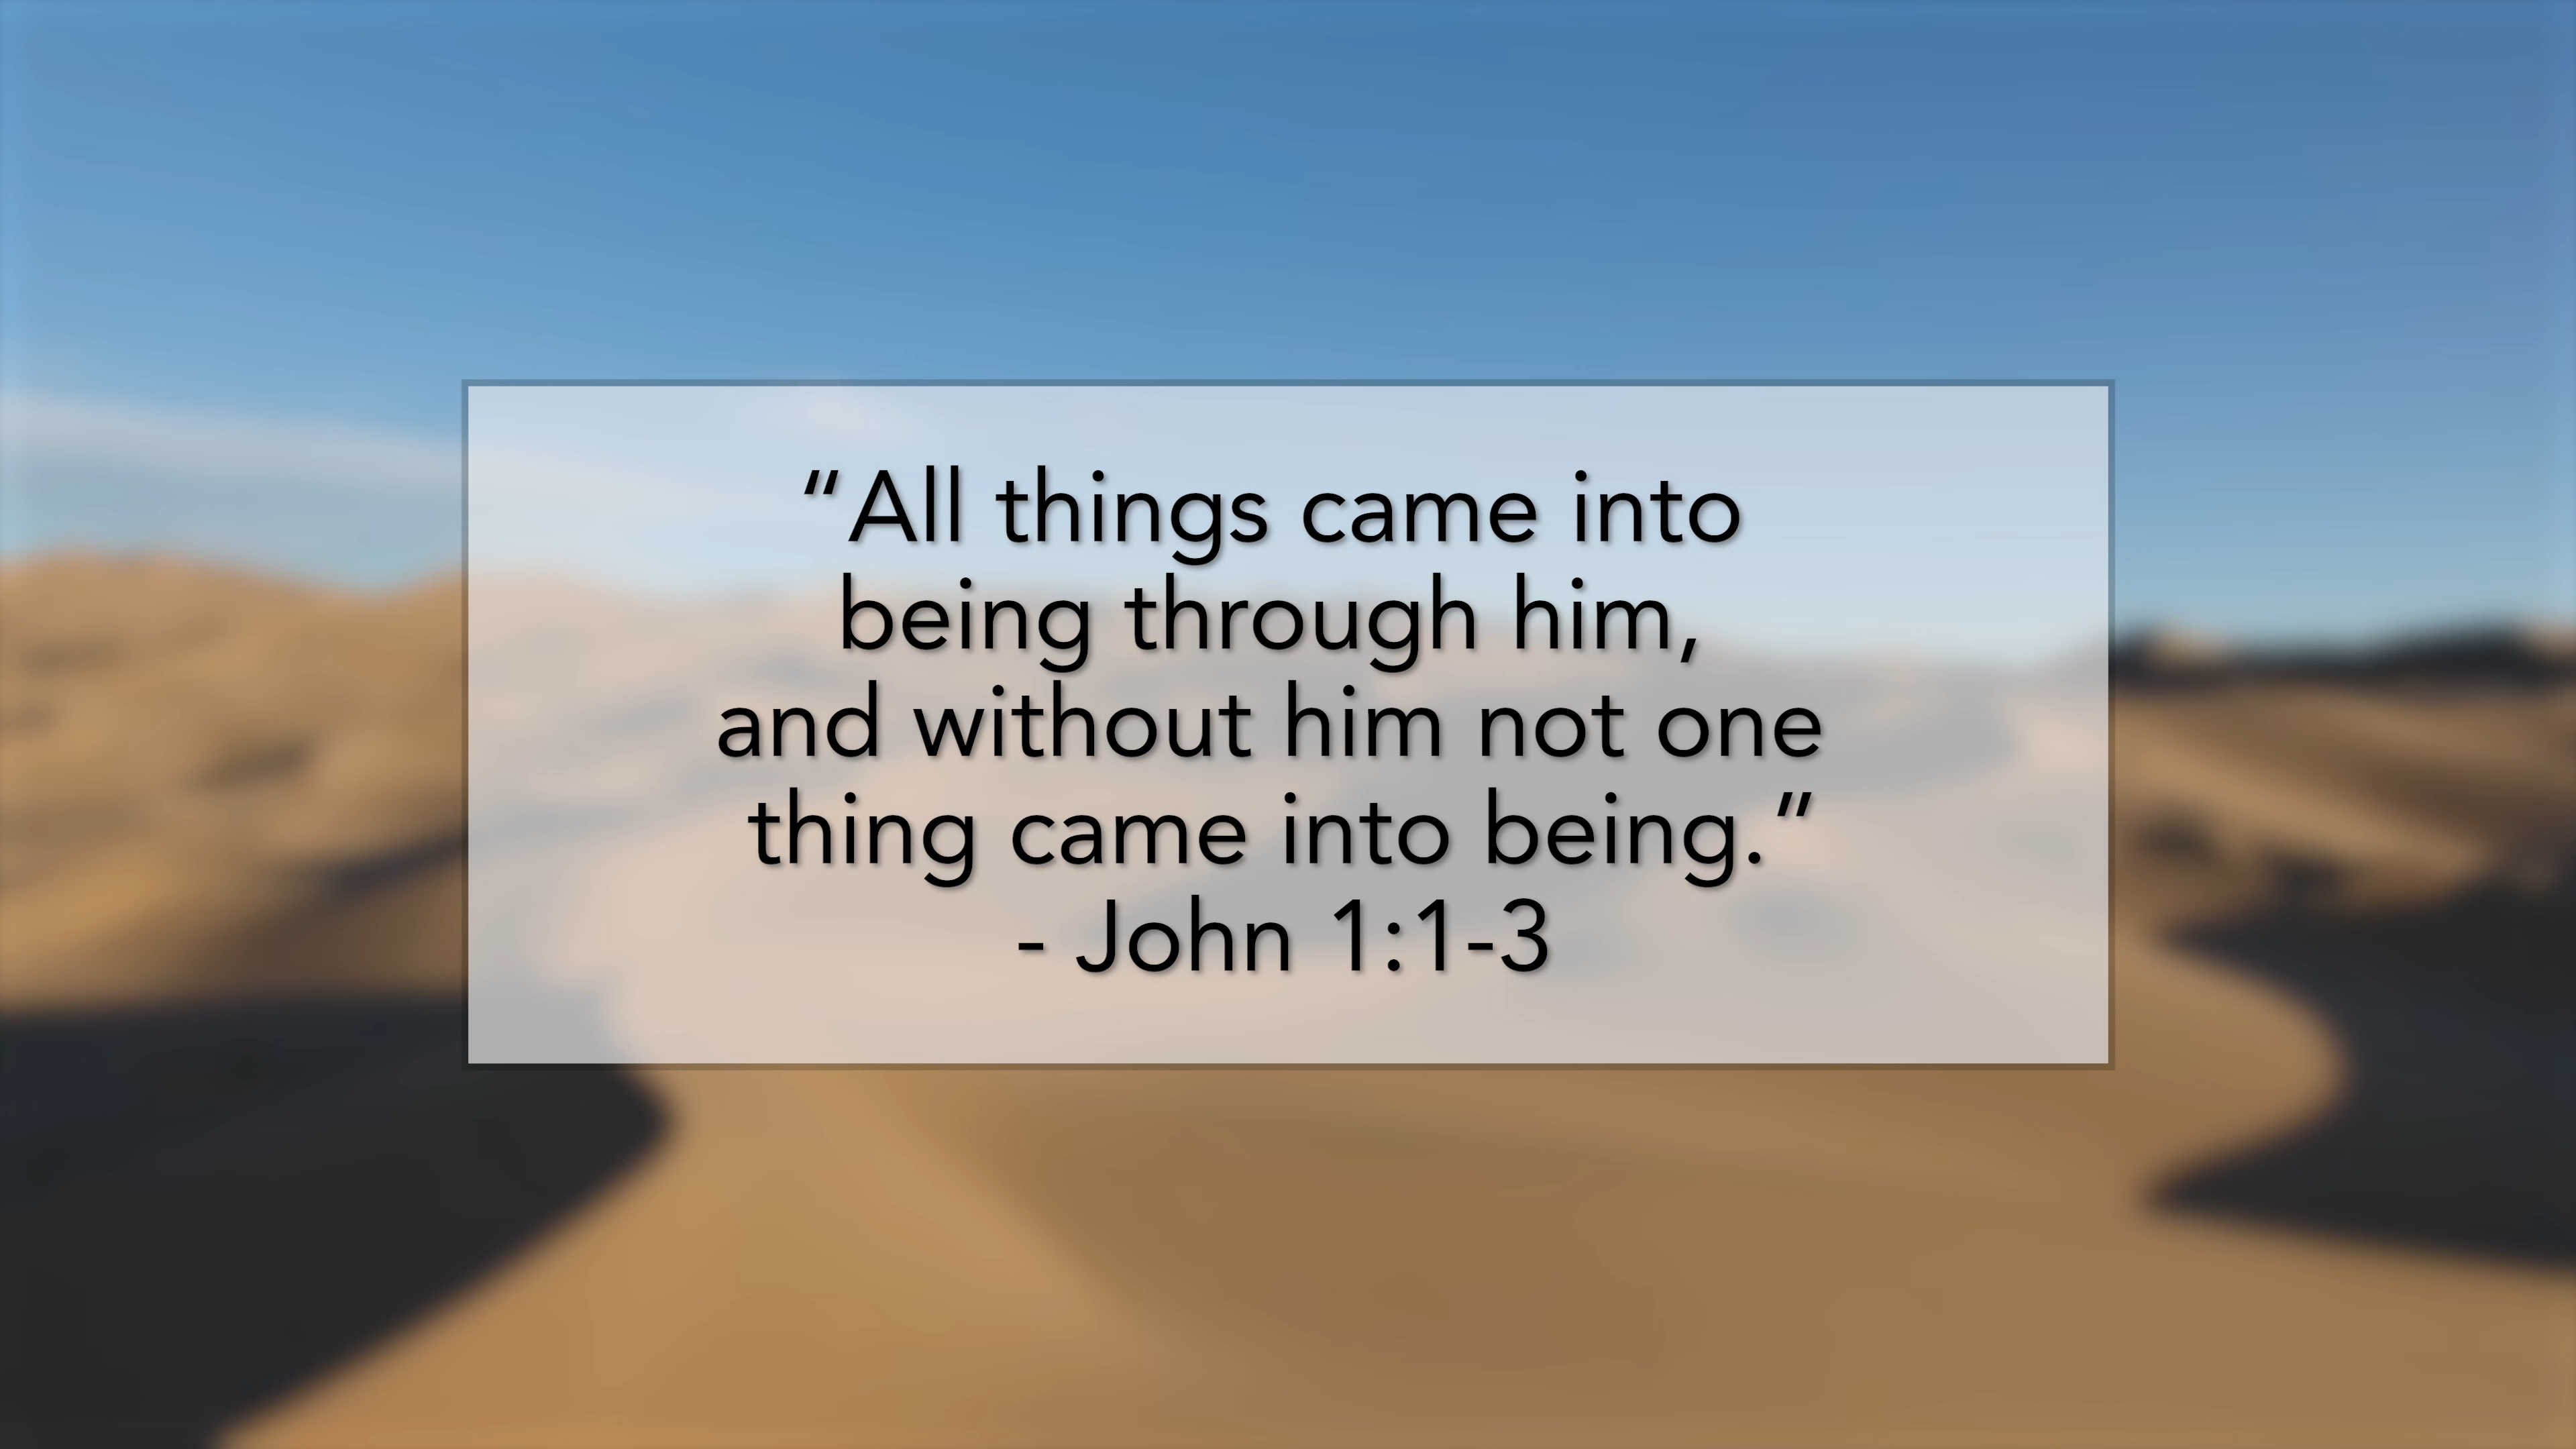 “All things came into
being through him,
and without him not one
thing came into being.”
- John 1:1-3